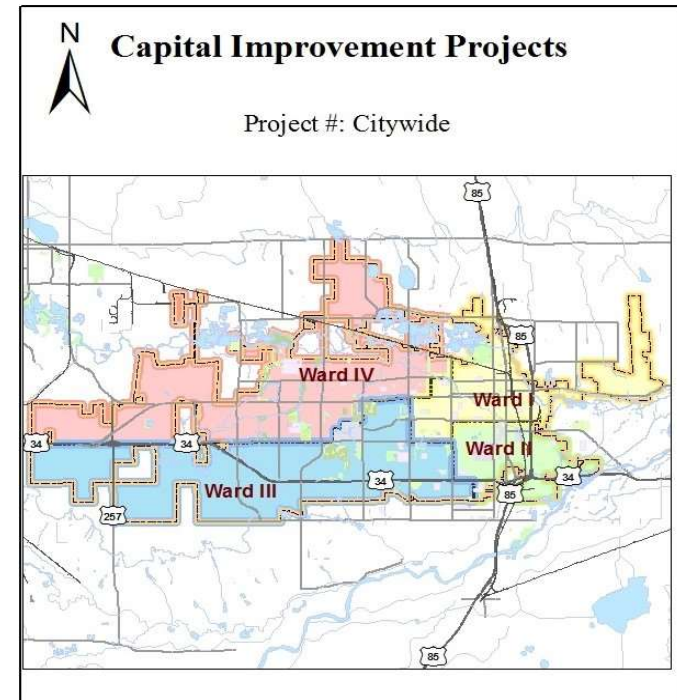 N
Capital Improvement Projects
Project #: Citywide
85
85
Ward IV
Ward I
34
34
Ward II
Ward III
34
34
85
257
85